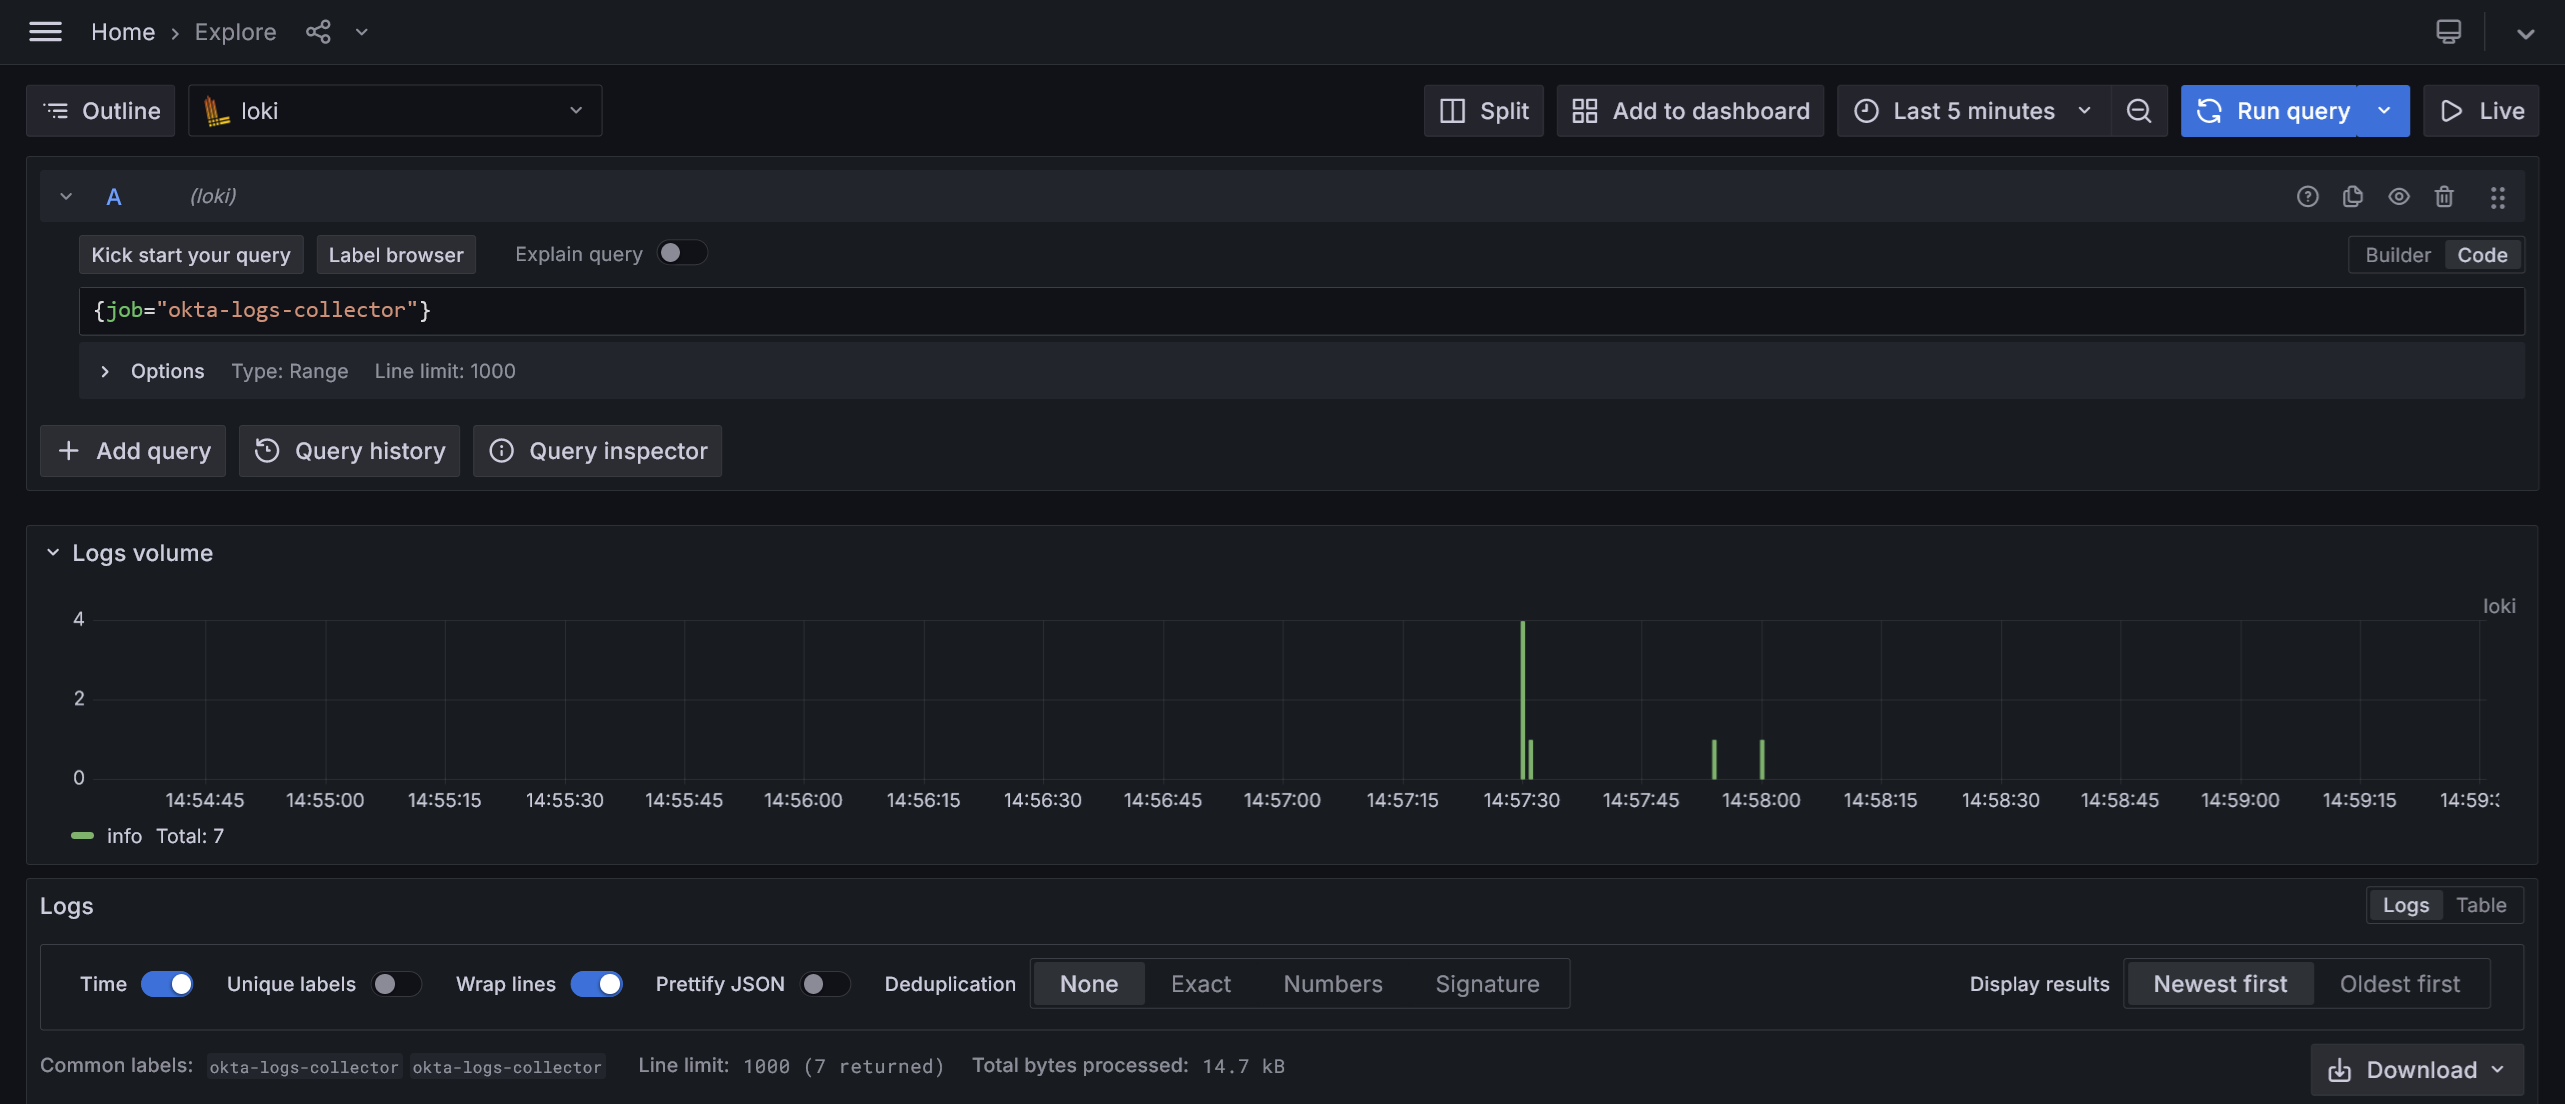 Home › Explore
Outline loki Split Add to dashboard Last 5 minutes Run query Live
A (loki)
Kick start your query Label browser Explain query Builder Code
{job="okta-logs-collector"}
Options Type: Range Line limit: 1000
Add query Query history Query inspector
Logs volume
loki
4
2
0
14:54:45 14:55:00 14:55:15 14:55:30 14:55:45 14:56:00 14:56:15 14:56:30 14:56:45 14:57:00 14:57:15 14:57:30 14:57:45 14:58:00 14:58:15 14:58:30 14:58:45 14:59:00 14:59:15
info Total: 7
Logs Logs Table
Time Unique labels Wrap lines Prettify JSON Deduplication None Exact Numbers Signature Display results Newest first Oldest first
Common labels: okta-logs-collector okta-logs-collector Line limit: 1000 (7 returned) Total bytes processed: 14.7 kB Download